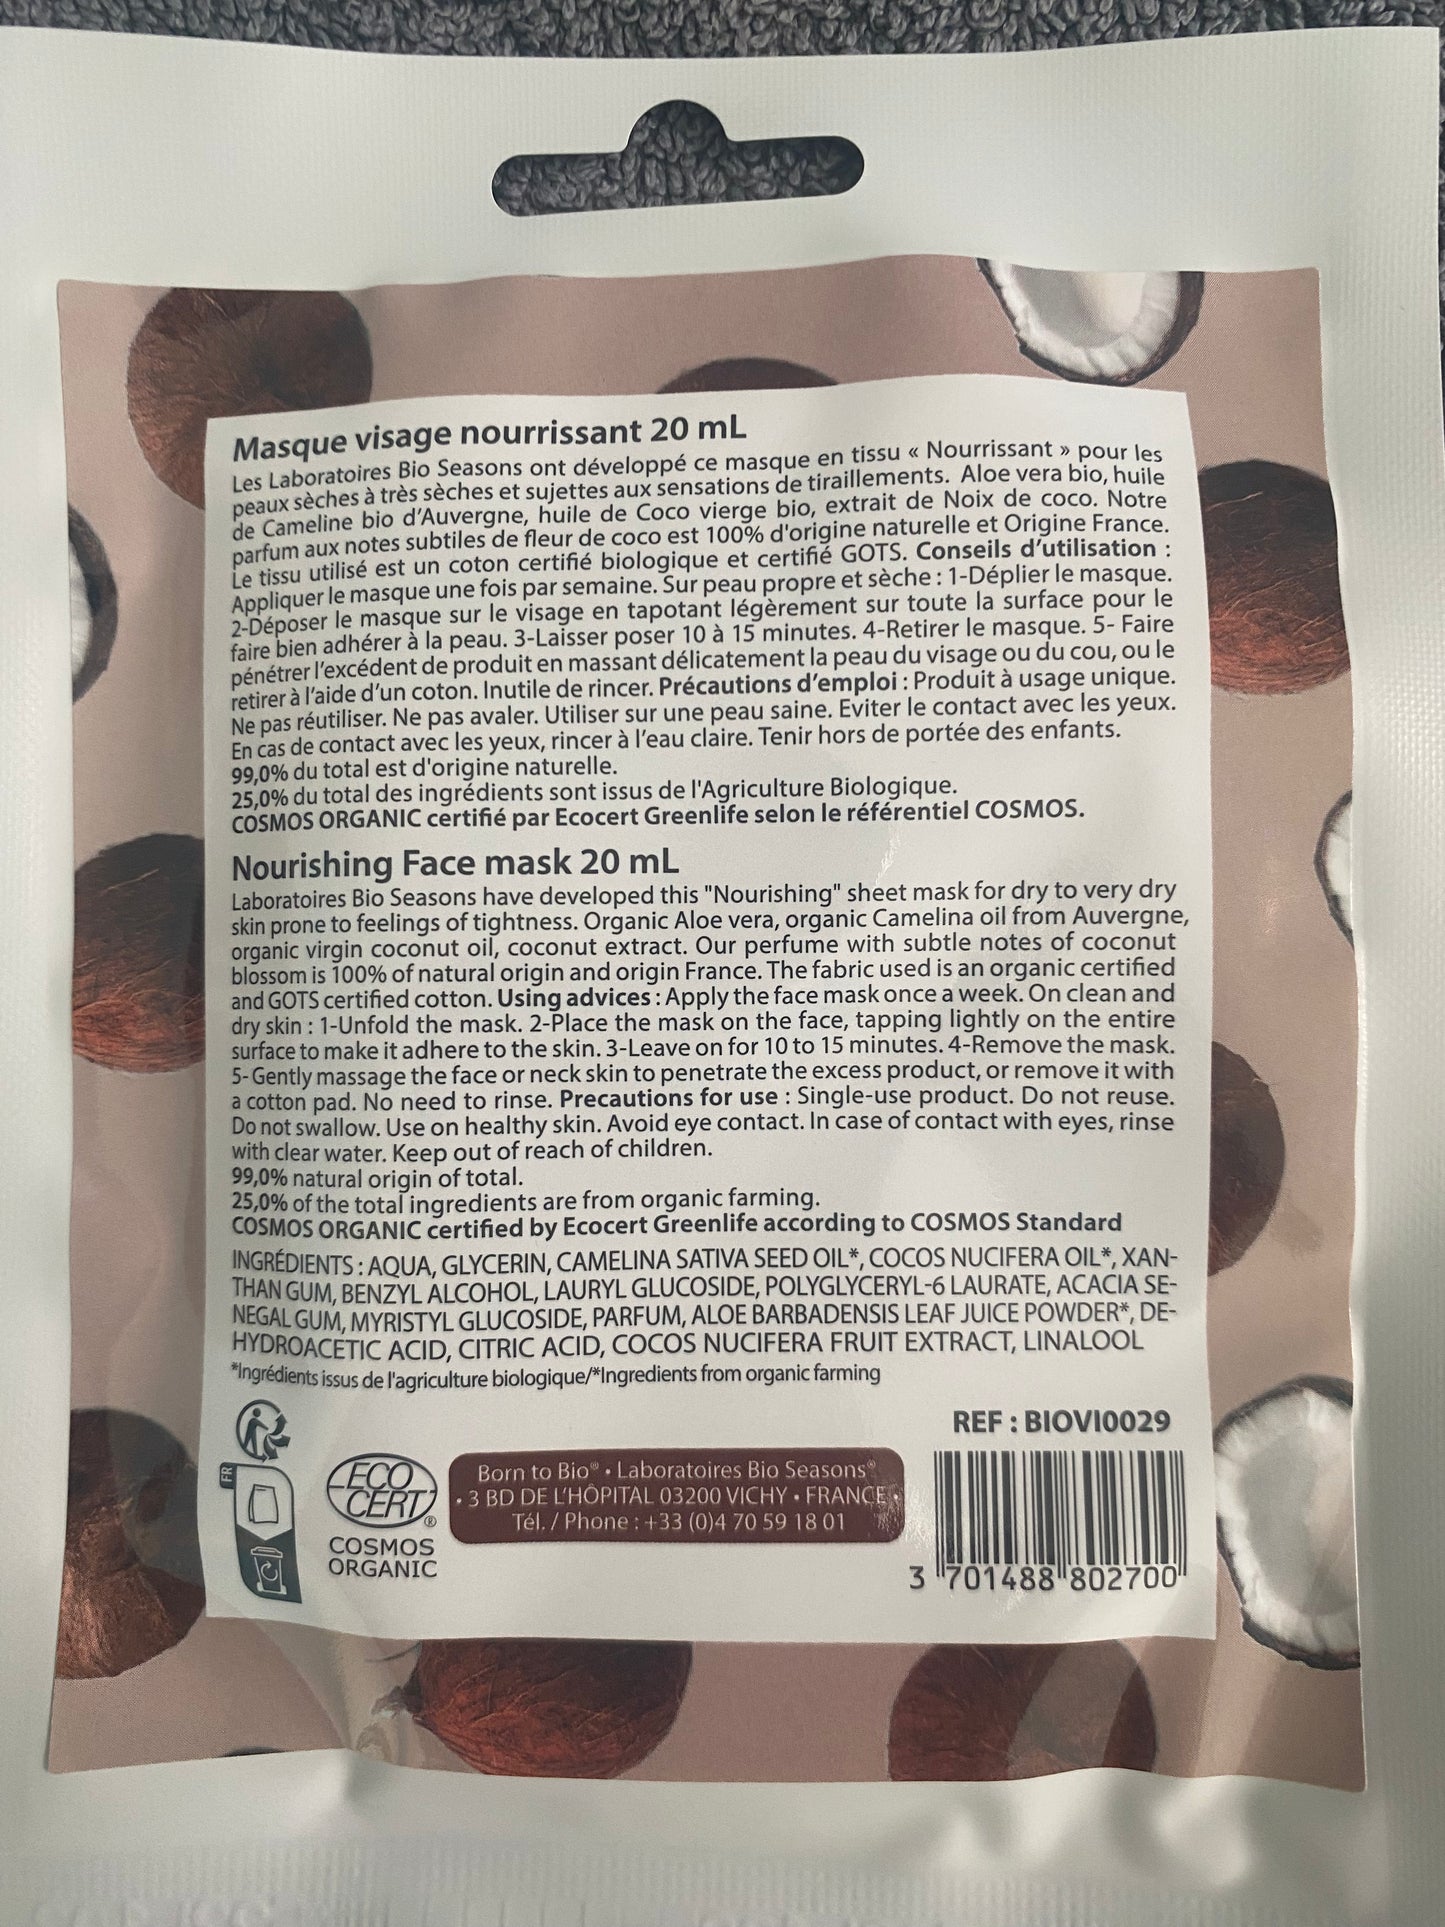 Masque visage nourrissant 20 mL
Les Laboratoires Bio Seasons ont développé ce masque en tissu « Nourrissant » pour les
peaux sèches à très sèches et sujettes aux sensations de tiraillements. Aloe vera bio, huile
de Cameline bio d'Auvergne, huile de Coco vierge bio, extrait de Noix de coco. Notre
parfum aux notes subtiles de fleur de coco est 100% d'origine naturelle et Origine France.
Le tissu utilisé est un coton certifié biologique et certifié GOTS. Conseils d'utilisation :
Appliquer le masque une fois par semaine. Sur peau propre et sèche : 1-Déplier le masque.
2-Déposer le masque sur le visage en tapotant légèrement sur toute la surface pour le
faire bien adhérer à la peau. 3-Laisser poser 10 à 15 minutes. 4-Retirer le masque. 5- Faire
pénétrer l'excédent de produit en massant délicatement la peau du visage ou du cou, ou le
retirer à l'aide d'un coton. Inutile de rincer. Précautions d'emploi : Produit à usage unique.
Ne pas réutiliser. Ne pas avaler. Utiliser sur une peau saine. Eviter le contact avec les yeux.
En cas de contact avec les yeux, rincer à l'eau claire. Tenir hors de portée des enfants.
99,0% du total est d'origine naturelle.
25,0% du total des ingrédients sont issus de l'Agriculture Biologique.
COSMOS ORGANIC certifié par Ecocert Greenlife selon le référentiel COSMOS.
Nourishing Face mask 20 mL
Laboratoires Bio Seasons have developed this "Nourishing" sheet mask for dry to very dry
skin prone to feelings of tightness. Organic Aloe vera, organic Camelina oil from Auvergne,
organic virgin coconut oil, coconut extract. Our perfume with subtle notes of coconut
blossom is 100% of natural origin and origin France. The fabric used is an organic certified
and GOTS certified cotton. Using advices : Apply the face mask once a week. On clean and
dry skin : 1-Unfold the mask. 2-Place the mask on the face, tapping lightly on the entire
surface to make it adhere to the skin. 3-Leave on for 10 to 15 minutes. 4-Remove the mask.
5- Gently massage the face or neck skin to penetrate the excess product, or remove it with
a cotton pad. No need to rinse. Precautions for use : Single-use product. Do not reuse.
Do not swallow. Use on healthy skin. Avoid eye contact. In case of contact with eyes, rinse
with clear water. Keep out of reach of children.
99,0% natural origin of total.
25,0% of the total ingredients are from organic farming.
COSMOS ORGANIC certified by Ecocert Greenlife according to COSMOS Standard
INGRÉDIENTS : AQUA, GLYCERIN, CAMELINA SATIVA SEED OIL*, COCOS NUCIFERA OIL*, XAN-
THAN GUM, BENZYL ALCOHOL, LAURYL GLUCOSIDE, POLYGLYCERYL-6 LAURATE, ACACIA SE-
NEGAL GUM, MYRISTYL GLUCOSIDE, PARFUM, ALOE BARBADENSIS LEAF JUICE POWDER*, DE-
HYDROACETIC ACID, CITRIC ACID, COCOS NUCIFERA FRUIT EXTRACT, LINALOOL
*Ingrédients issus de l'agriculture biologique/*Ingredients from organic farming
FR
ECO
CERT®
COSMOS
ORGANIC
Born to Bio® • Laboratoires Bio Seasons®
• 3 BD DE L'HÔPITAL 03200 VICHY • FRANCE •
Tél. / Phone : +33 (0)4 70 59 18 01
REF : BIOVI0029
3 701488 802700